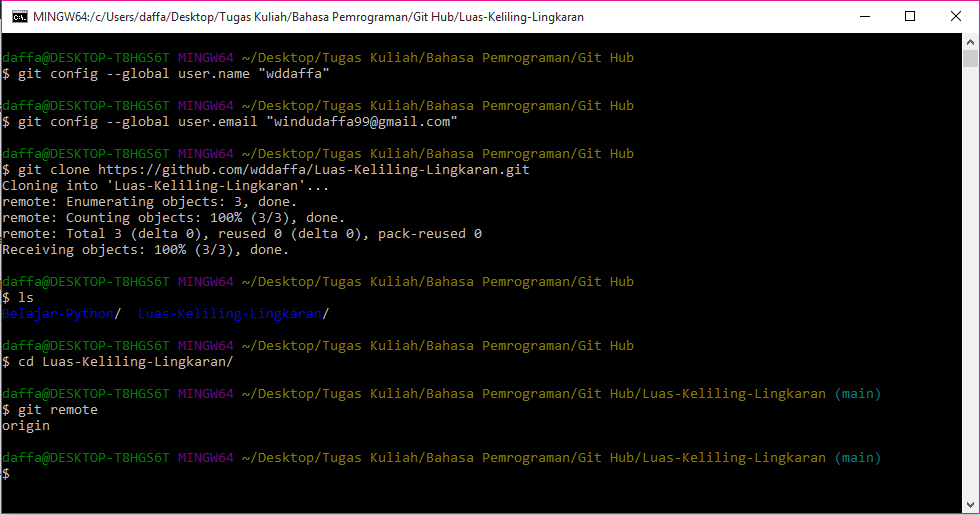 MINGW64:/c/Users/daffa/Desktop/Tugas Kuliah/Bahasa Pemrograman/Git Hub/Luas-Keliling-Lingkaran
daffa@DESKTOP-T8HGS6T MINGW64 ~/Desktop/Tugas Kuliah/Bahasa Pemrograman/Git Hub
$ git config --global user.name "wddaffa"
daffa@DESKTOP-T8HGS6T MINGW64 ~/Desktop/Tugas Kuliah/Bahasa Pemrograman/Git Hub
$ git config --global user.email "windudaffa99@gmail.com"
daffa@DESKTOP-T8HGS6T MINGW64 ~/Desktop/Tugas Kuliah/Bahasa Pemrograman/Git Hub
$ git clone https://github.com/wddaffa/Luas-Keliling-Lingkaran.git
Cloning into 'Luas-Keliling-Lingkaran'...
remote: Enumerating objects: 3, done.
remote: Counting objects: 100% (3/3), done.
remote: Total 3 (delta 0), reused 0 (delta 0), pack-reused 0
Receiving objects: 100% (3/3), done.
daffa@DESKTOP-T8HGS6T MINGW64 ~/Desktop/Tugas Kuliah/Bahasa Pemrograman/Git Hub
$ ls
Belajar-Python/  Luas-Keliling-Lingkaran/
daffa@DESKTOP-T8HGS6T MINGW64 ~/Desktop/Tugas Kuliah/Bahasa Pemrograman/Git Hub
$ cd Luas-Keliling-Lingkaran/
daffa@DESKTOP-T8HGS6T MINGW64 ~/Desktop/Tugas Kuliah/Bahasa Pemrograman/Git Hub/Luas-Keliling-Lingkaran (main)
$ git remote
origin
daffa@DESKTOP-T8HGS6T MINGW64 ~/Desktop/Tugas Kuliah/Bahasa Pemrograman/Git Hub/Luas-Keliling-Lingkaran (main)
$